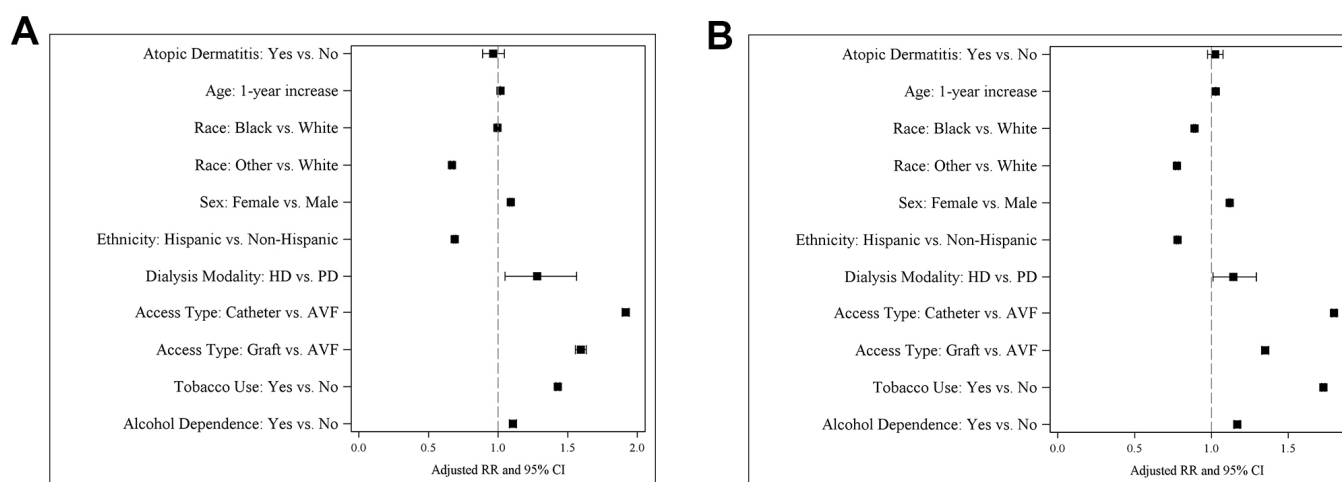 A
Atopic Dermatitis: Yes vs. No
Age: 1-year increase
Race: Black vs. White
Race: Other vs. White
Sex: Female vs. Male
Ethnicity: Hispanic vs. Non-Hispanic
Dialysis Modality: HD vs. PD
Access Type: Catheter vs. AVF
Access Type: Graft vs. AVF
Tobacco Use: Yes vs. No
Alcohol Dependence: Yes vs. No
0.0 0.5 1.0 1.5 2.0
Adjusted RR and 95% CI
B
Atopic Dermatitis: Yes vs. No
Age: 1-year increase
Race: Black vs. White
Race: Other vs. White
Sex: Female vs. Male
Ethnicity: Hispanic vs. Non-Hispanic
Dialysis Modality: HD vs. PD
Access Type: Catheter vs. AVF
Access Type: Graft vs. AVF
Tobacco Use: Yes vs. No
Alcohol Dependence: Yes vs. No
0.0 0.5 1.0 1.5
Adjusted RR and 95% CI